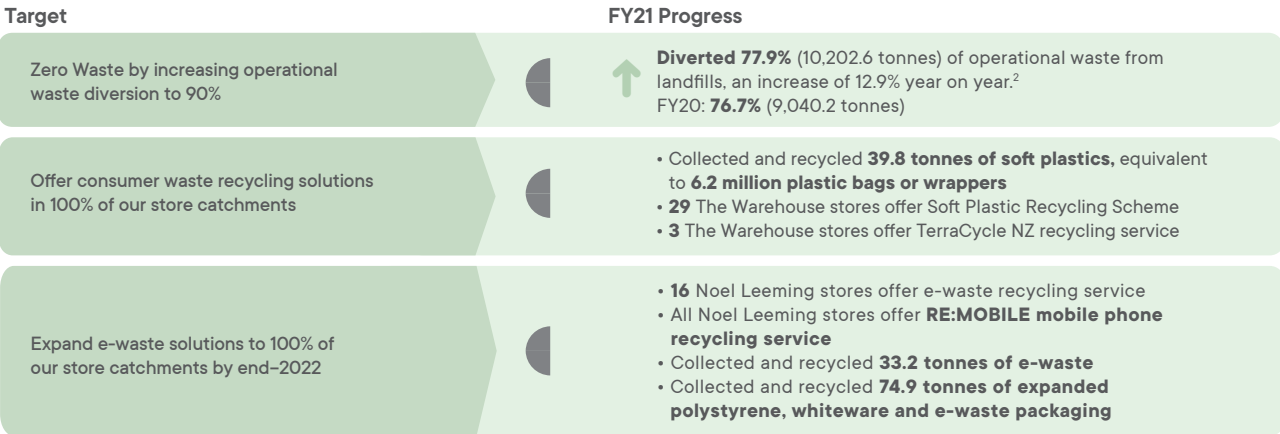 Target
FY21 Progress
Zero Waste by increasing operational
waste diversion to 90%
Diverted 77.9% (10,202.6 tonnes) of operational waste from
landfills, an increase of 12.9% year on year.2
FY20: 76.7% (9,040.2 tonnes)
Offer consumer waste recycling solutions
in 100% of our store catchments
• Collected and recycled 39.8 tonnes of soft plastics, equivalent
to 6.2 million plastic bags or wrappers
• 29 The Warehouse stores offer Soft Plastic Recycling Scheme
• 3 The Warehouse stores offer TerraCycle NZ recycling service
Expand e-waste solutions to 100% of
our store catchments by end–2022
• 16 Noel Leeming stores offer e-waste recycling service
• All Noel Leeming stores offer RE:MOBILE mobile phone
recycling service
• Collected and recycled 33.2 tonnes of e-waste
• Collected and recycled 74.9 tonnes of expanded
polystyrene, whiteware and e-waste packaging